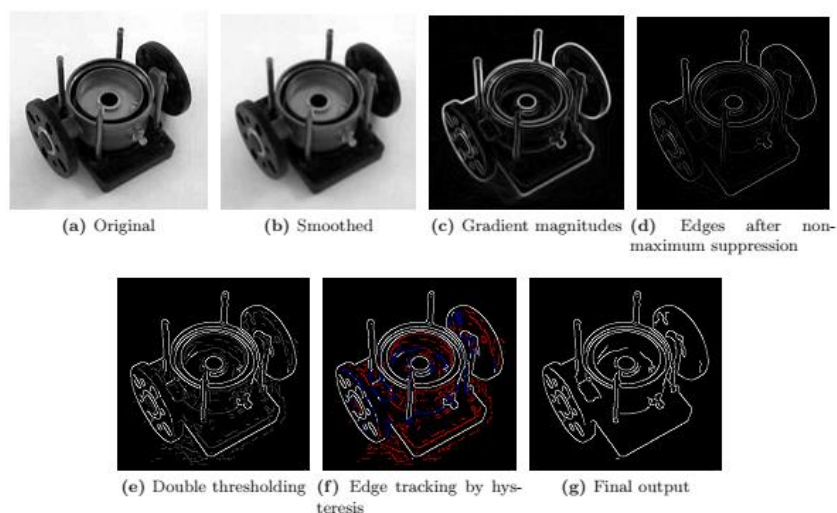 (a) Original
(b) Smoothed
(c) Gradient magnitudes
(d) Edges after non-
maximum suppression
(e) Double thresholding
(f) Edge tracking by hys-
teresis
(g) Final output